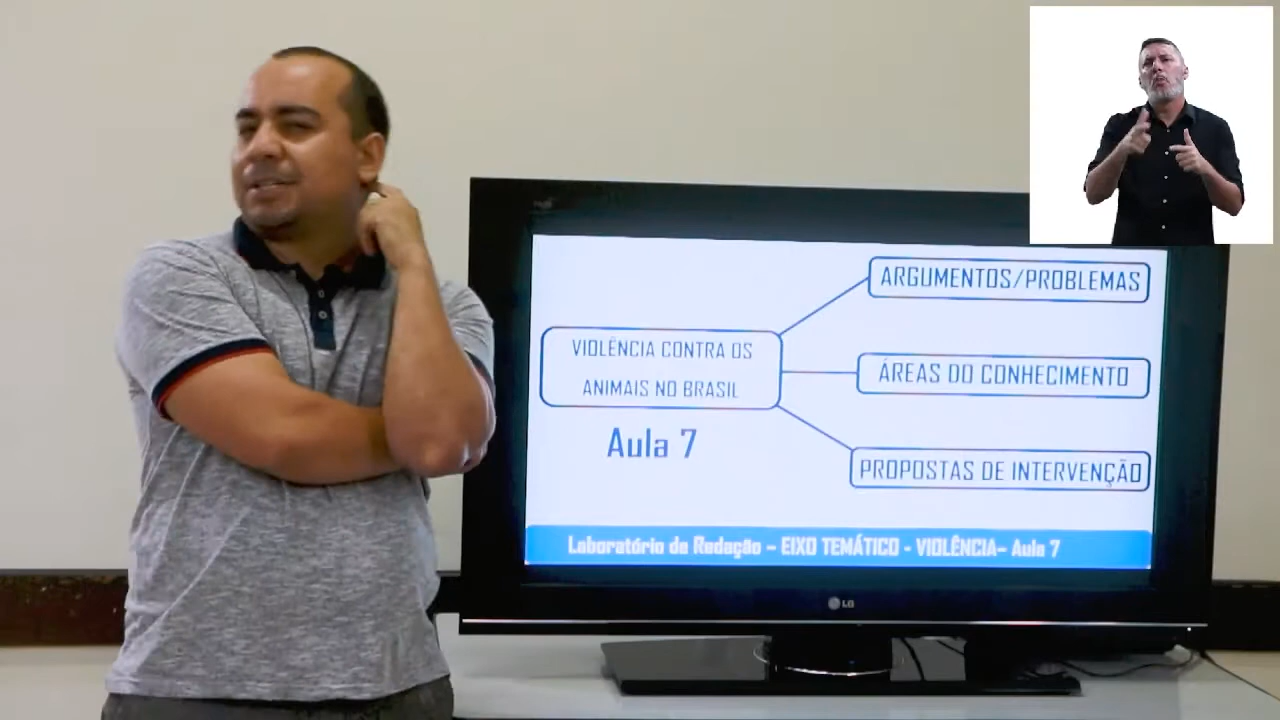 VIOLÊNCIA CONTRA OS
ANIMAIS NO BRASIL
Aula 7
ARGUMENTOS/PROBLEMAS
ÁREAS DO CONHECIMENTO
PROPOSTAS DE INTERVENÇÃO
Laboratório de Redação – EIXO TEMÁTICO - VIOLÊNCIA– Aula 7
LG